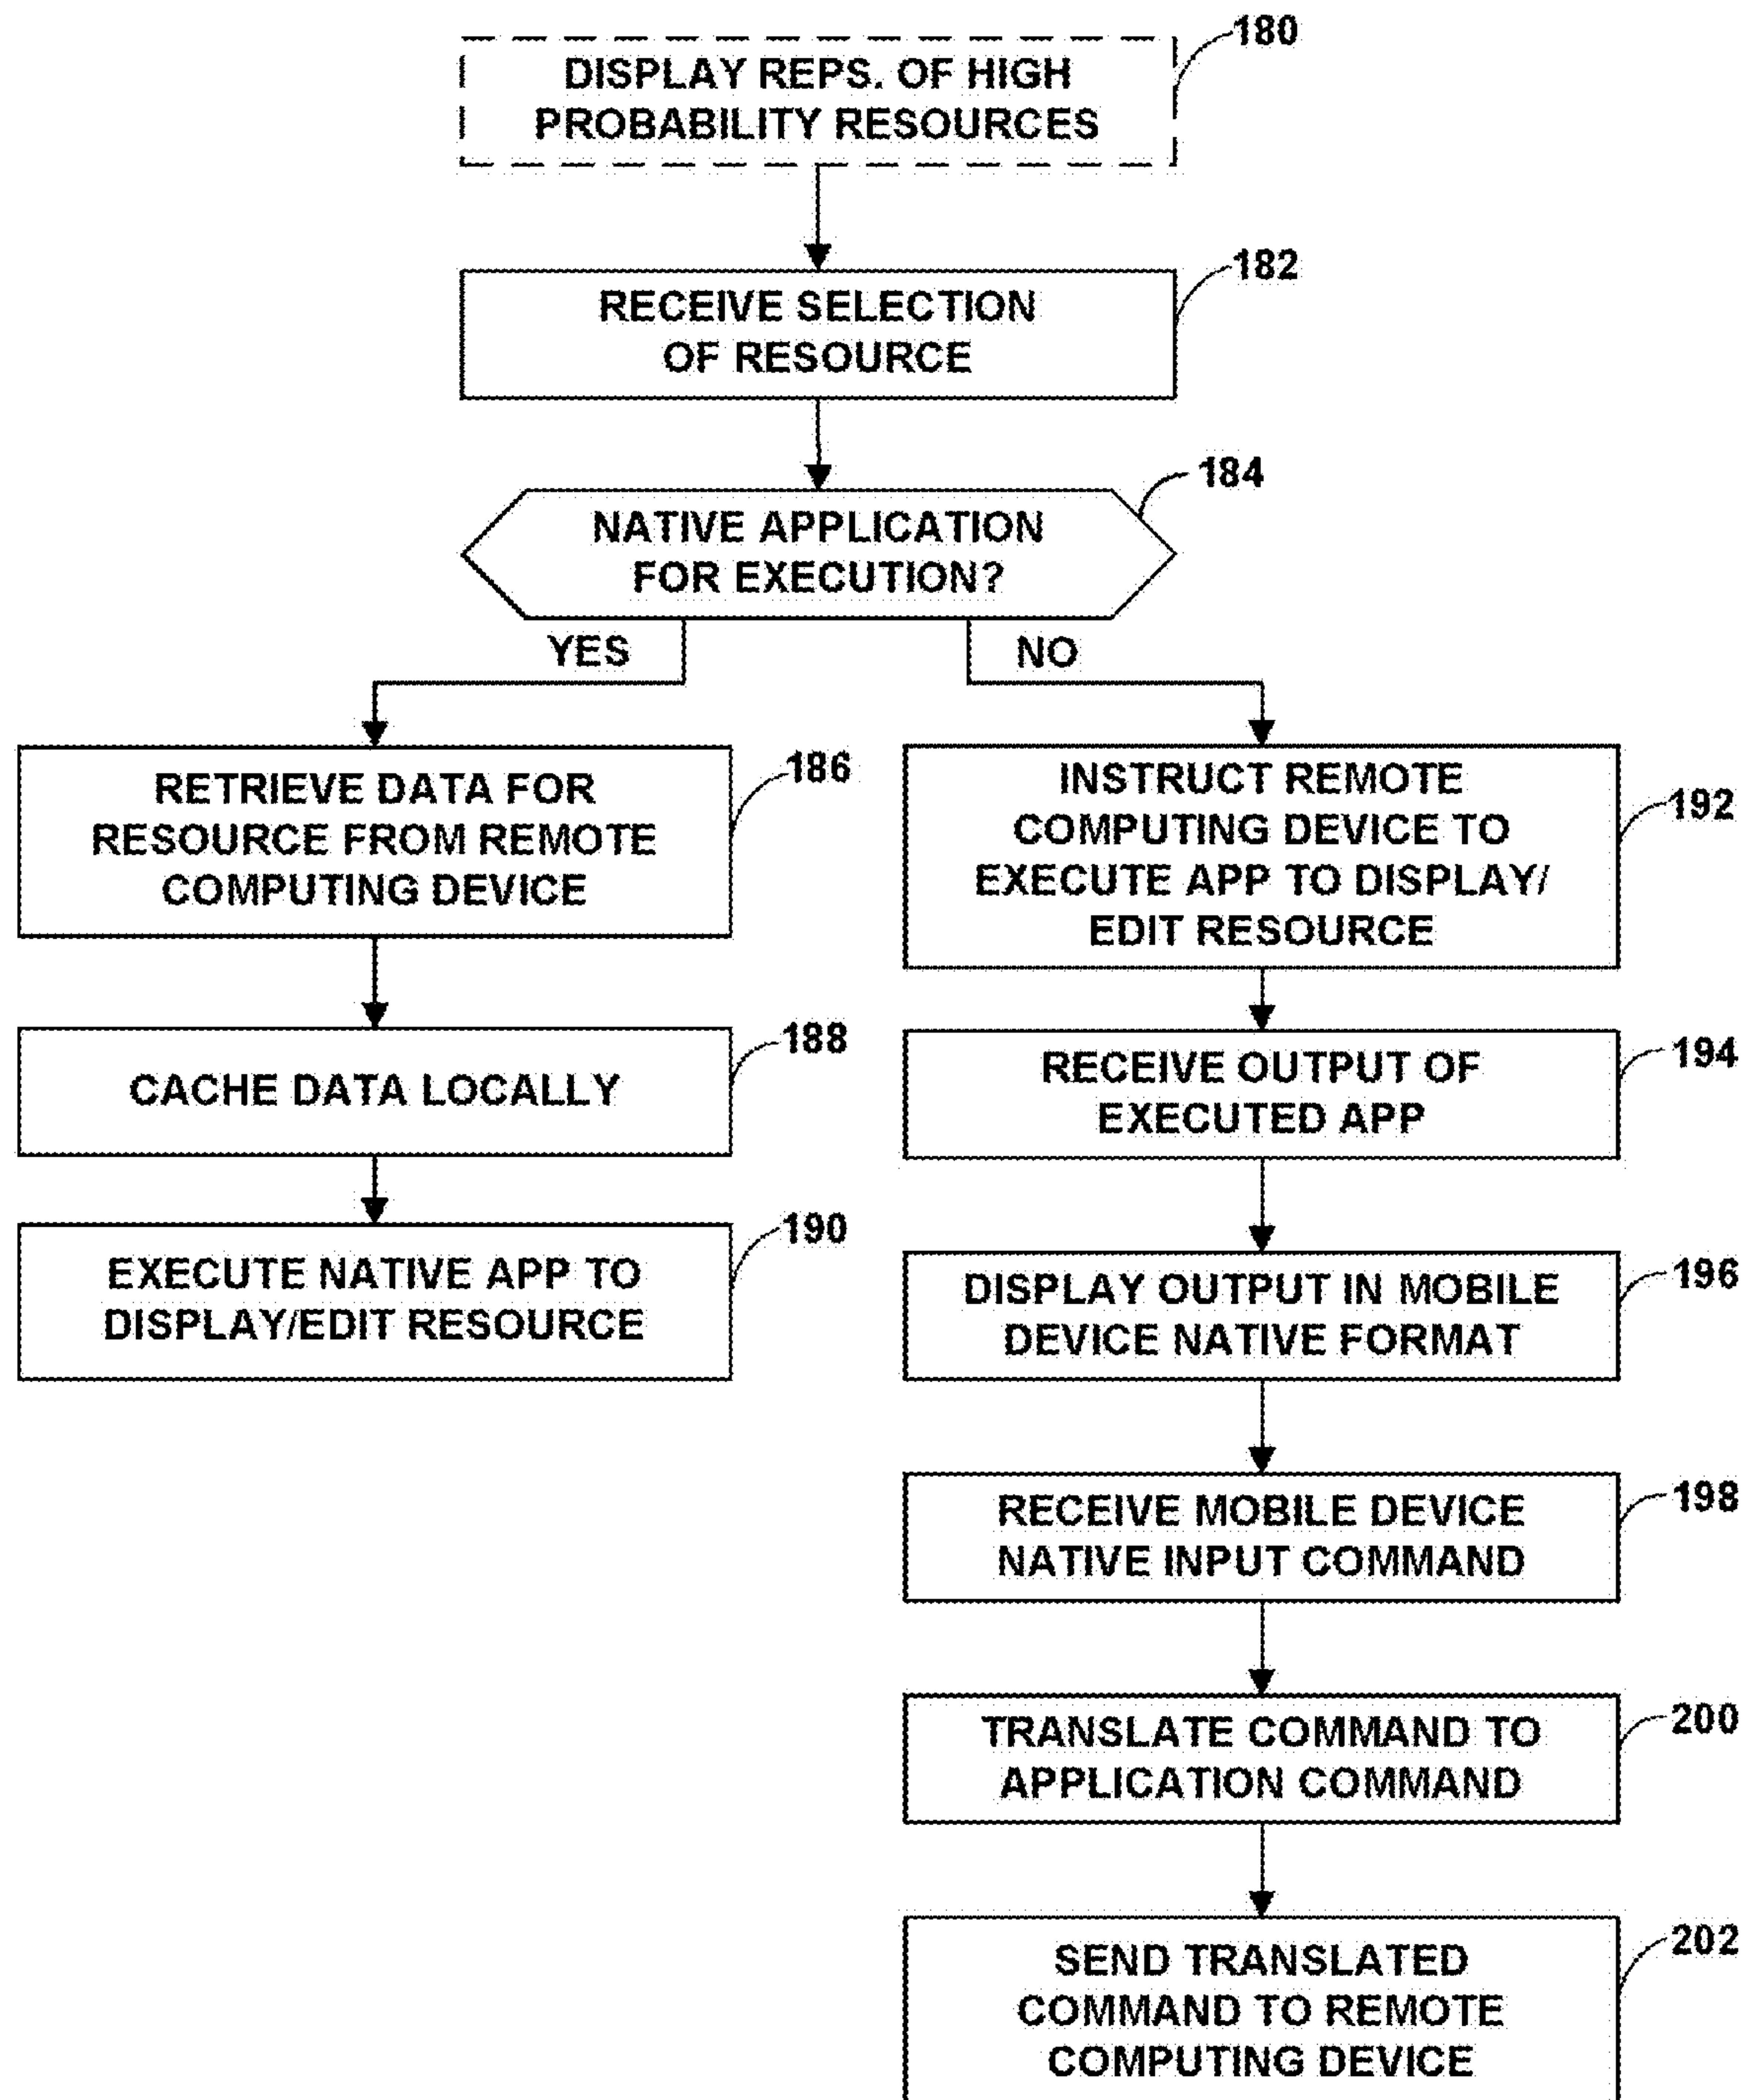 180
DISPLAY REPS. OF HIGH
PROBABILITY RESOURCES
182
RECEIVE SELECTION
OF RESOURCE
184
NATIVE APPLICATION
FOR EXECUTION?
YES
NO
186
RETRIEVE DATA FOR
RESOURCE FROM REMOTE
COMPUTING DEVICE
188
CACHE DATA LOCALLY
190
EXECUTE NATIVE APP TO
DISPLAY/EDIT RESOURCE
192
INSTRUCT REMOTE
COMPUTING DEVICE TO
EXECUTE APP TO DISPLAY/
EDIT RESOURCE
194
RECEIVE OUTPUT OF
EXECUTED APP
196
DISPLAY OUTPUT IN MOBILE
DEVICE NATIVE FORMAT
198
RECEIVE MOBILE DEVICE
NATIVE INPUT COMMAND
200
TRANSLATE COMMAND TO
APPLICATION COMMAND
202
SEND TRANSLATED
COMMAND TO REMOTE
COMPUTING DEVICE